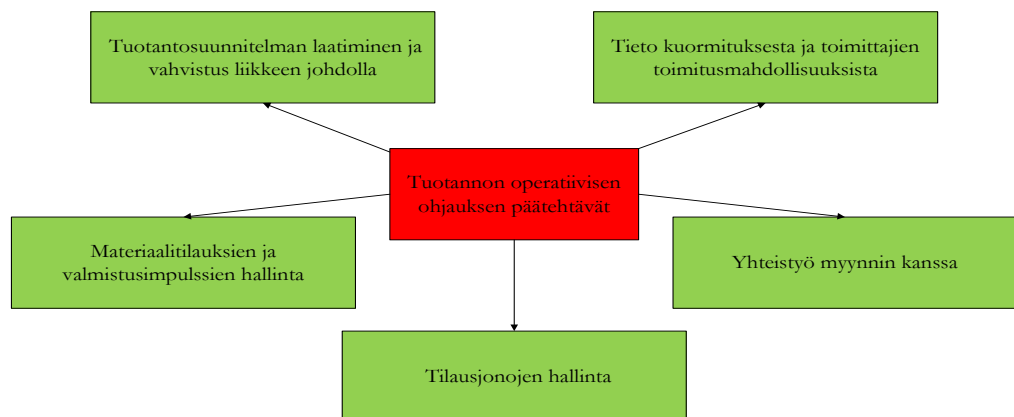 Tuotantosuunnitelman laatiminen ja
vahvistus liikkeen johdolla
Tieto kuormituksesta ja toimittajien
toimitusmahdollisuuksista
Tuotannon operatiivisen
ohjauksen päätehtävät
Materiaalitilauksien ja
valmistusimpulssien hallinta
Yhteistyö myynnin kanssa
Tilausjonojen hallinta